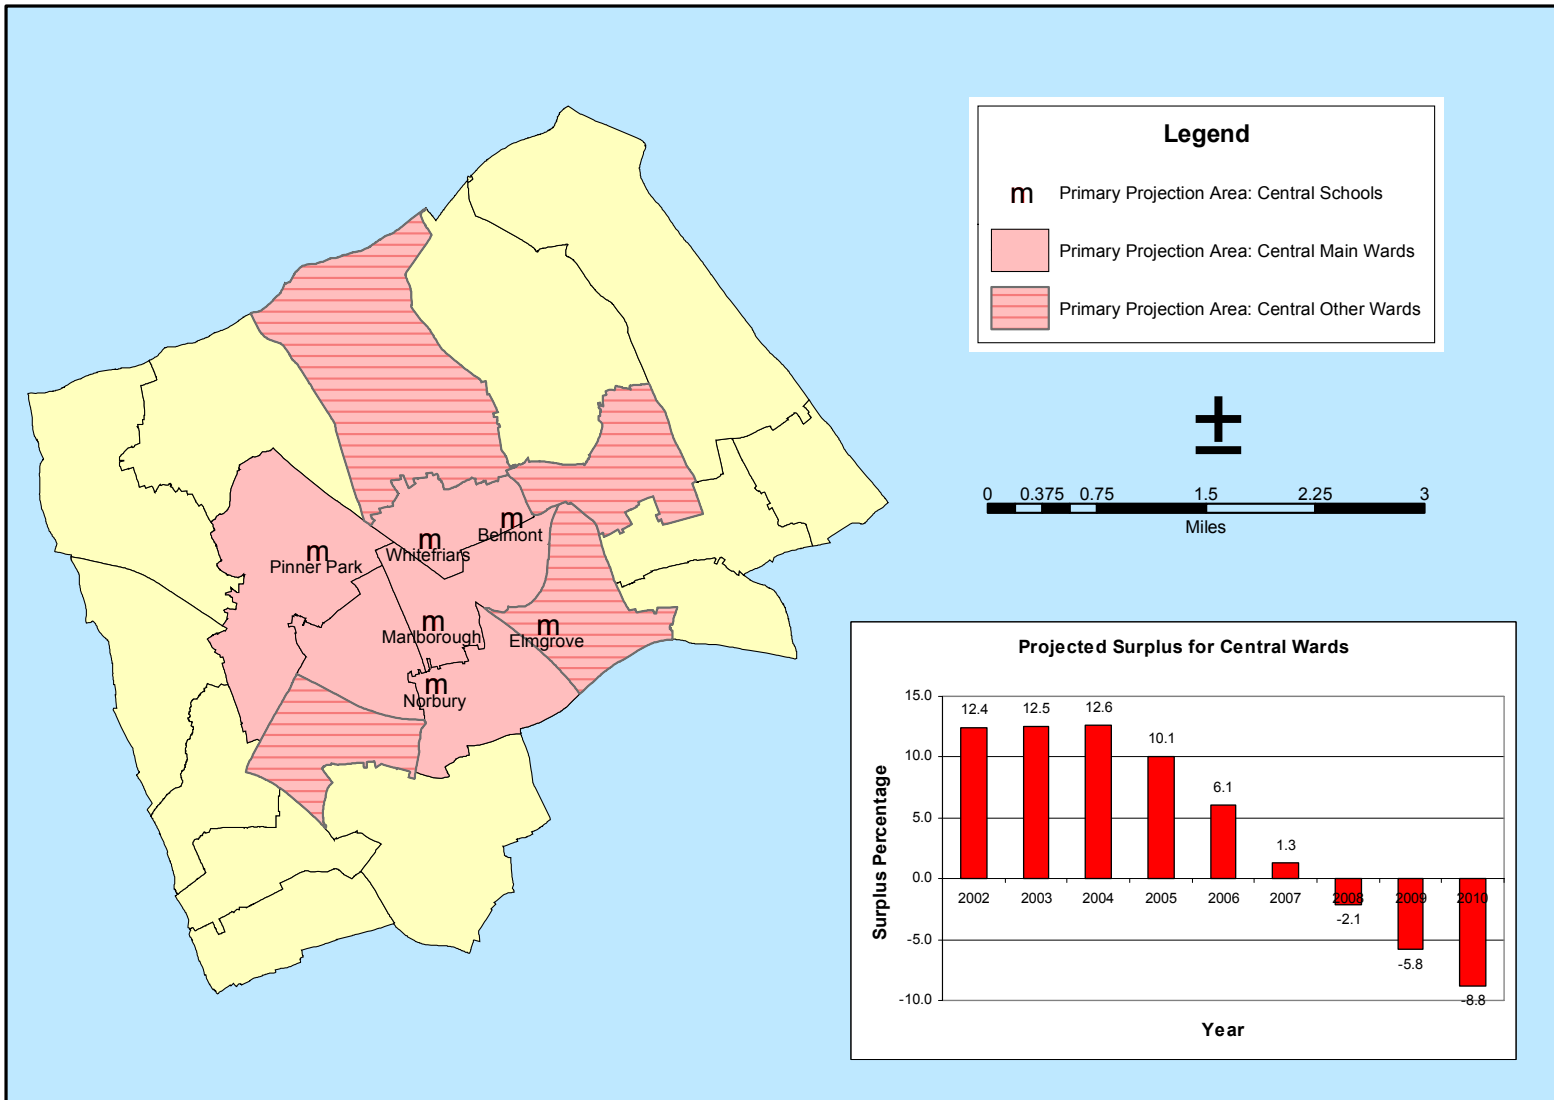 Legend
m Primary Projection Area: Central Schools
Primary Projection Area: Central Main Wards
Primary Projection Area: Central Other Wards
±
0 0.375 0.75 1.5 2.25 3
Miles
m
Belmont
m
Whitefriars
m
Pinner Park
m
Marlborough
m
Elmgrove
m
Norbury
Projected Surplus for Central Wards
Surplus Percentage
15.0
10.0
5.0
0.0
-5.0
-10.0
12.4 12.5 12.6 10.1 6.1 1.3 -2.1 -5.8 -8.8
2002 2003 2004 2005 2006 2007 2008 2009 2010
Year